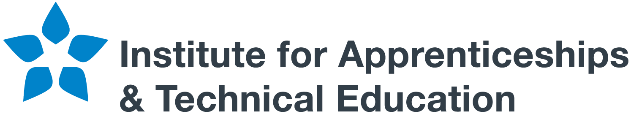 Institute for Apprenticeships
& Technical Education